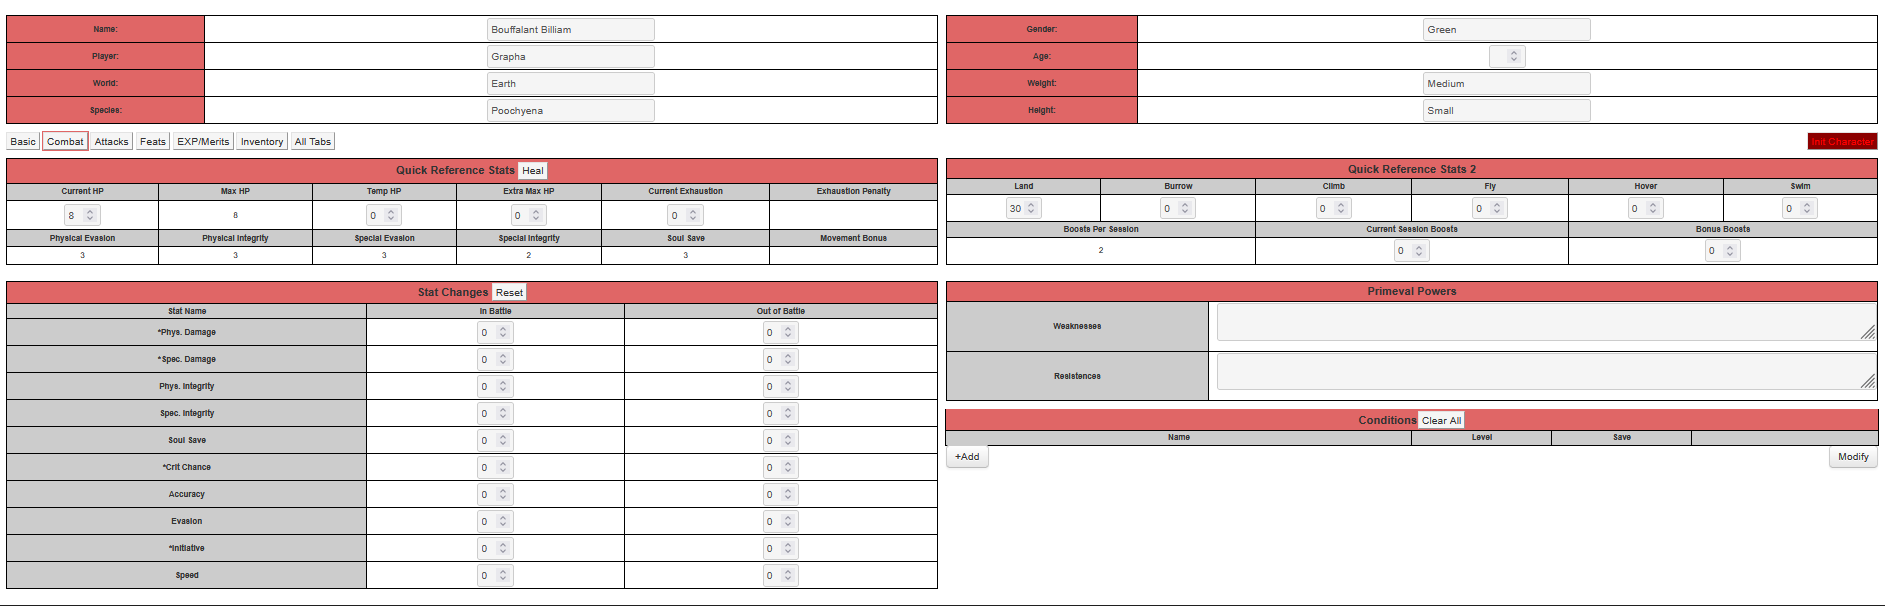 Name: Bouffalant Billiam Gender: Green
Player: Grapha Age:
World: Earth Weight: Medium
Species: Poochyena Height: Small
Basic Combat Attacks Feats EXP/Merits Inventory All Tabs Init Character
Quick Reference Stats Heal
Current HP Max HP Temp HP Extra Max HP Current Exhaustion Exhaustion Penalty
8 8 0 0 0
Physical Evasion Physical Integrity Special Evasion Special Integrity Soul Save Movement Bonus
3 3 3 2 3
Quick Reference Stats 2
Land Burrow Climb Fly Hover Swim
30 0 0 0 0 0
Boosts Per Session Current Session Boosts Bonus Boosts
2 0 0
Stat Changes Reset
Stat Name In Battle Out of Battle
*Phys. Damage 0 0
*Spec. Damage 0 0
Phys. Integrity 0 0
Spec. Integrity 0 0
Soul Save 0 0
*Crit Chance 0 0
Accuracy 0 0
Evasion 0 0
*Initiative 0 0
Speed 0 0
Primeval Powers
Weaknesses
Resistences
Conditions Clear All
Name Level Save
+Add Modify